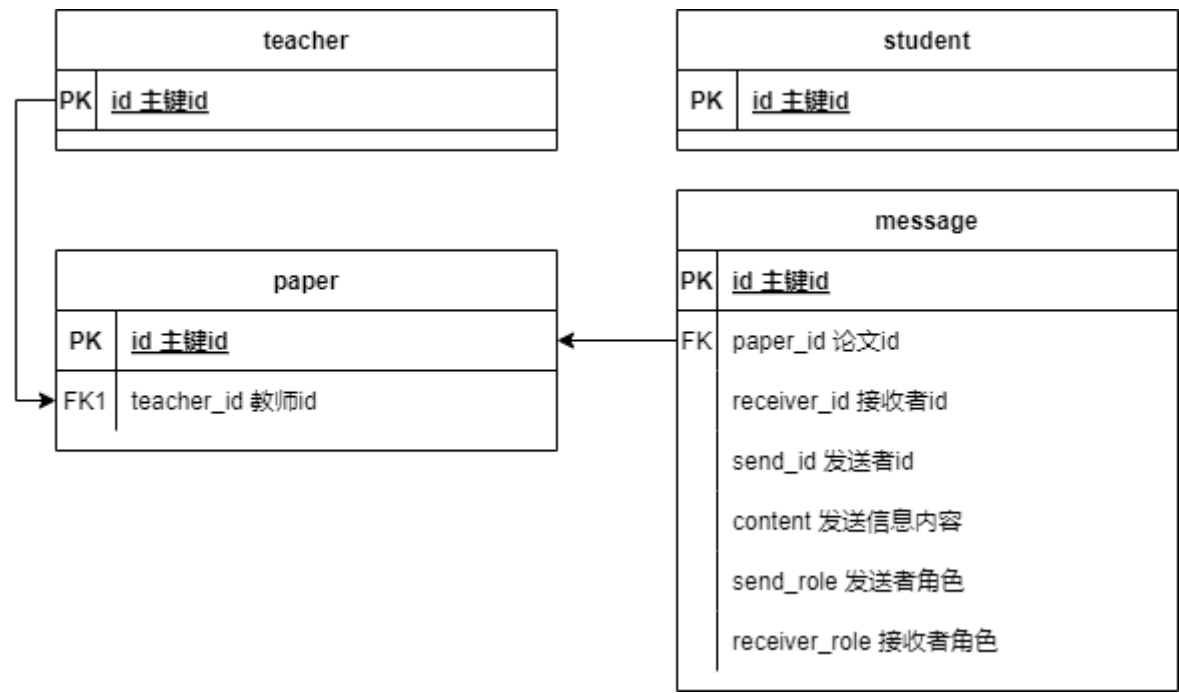 teacher
PK id 主键id
student
PK id 主键id
paper
PK id 主键id
FK1 teacher_id 教师id
message
PK id 主键id
FK paper_id 论文id
receiver_id 接收者id
send_id 发送者id
content 发送信息内容
send_role 发送者角色
receiver_role 接收者角色